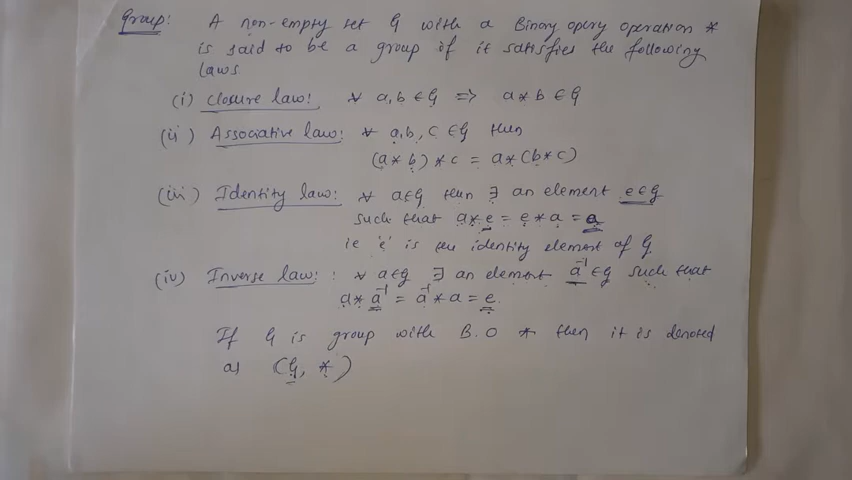 Group: A non-empty set G with a Binary opery operation *
is said to be a group if it satisfies the following
laws.
(i) Closure law: ∀ a,b ∈ G => a * b ∈ G
(ii) Associative law: ∀ a,b,c ∈ G then
(a * b) * c = a * (b * c)
(iii) Identity law: ∀ a∈G then ∃ an element e∈G
such that a * e = e * a = a
ie 'e' is the identity element of G.
(iv) Inverse law: : ∀ a∈G ∃ an element a⁻¹∈G such that
a * a⁻¹ = a⁻¹ * a = e.
If G is group with B.O * then it is denoted
as (G, *)